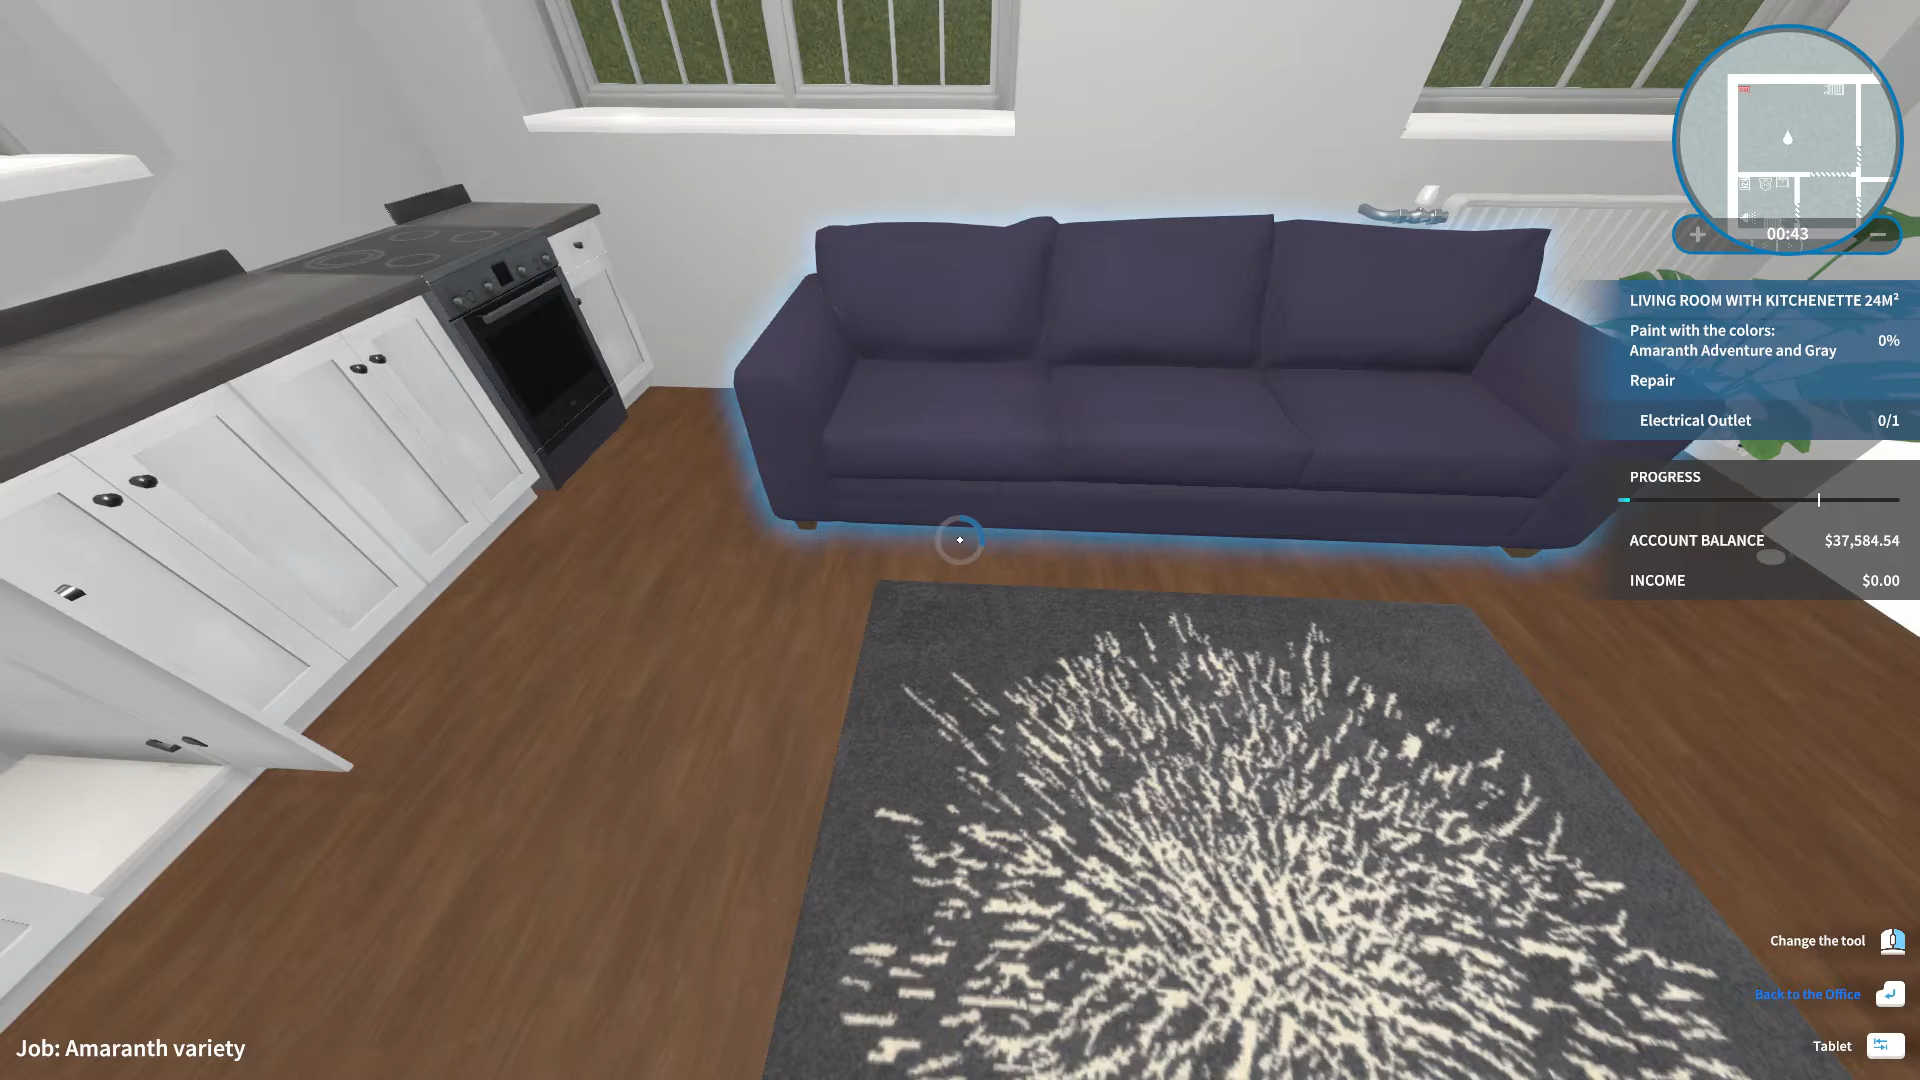 00:43
LIVING ROOM WITH KITCHENETTE 24M²
Paint with the colors:
Amaranth Adventure and Gray 0%
Repair
Electrical Outlet 0/1
PROGRESS
ACCOUNT BALANCE $37,584.54
INCOME $0.00
Change the tool
Back to the Office
Tablet
Job: Amaranth variety